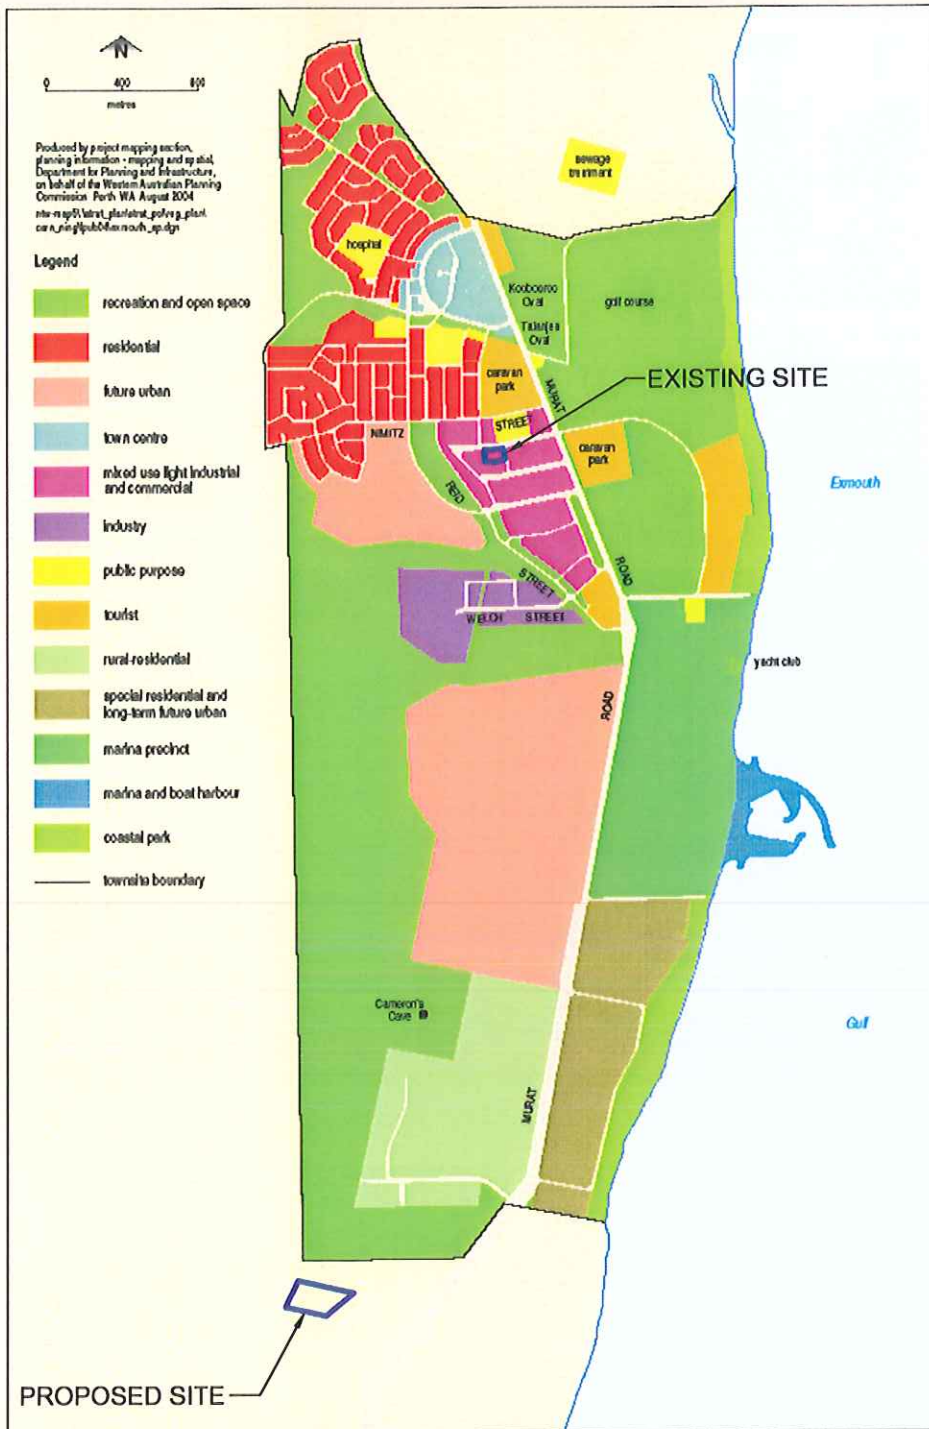 N
0 400 800
metres
Produced by project mapping section,
planning information - mapping and spatial,
Department for Planning and Infrastructure,
on behalf of the Western Australian Planning
Commission Perth WA August 2004
Legend
recreation and open space
residential
future urban
town centre
mixed use light industrial
and commercial
industry
public purpose
tourist
rural-residential
special residential and
long-term future urban
marina precinct
marina and boat harbour
coastal park
townsite boundary
sewage
treatment
hospital
Koobooroo
Oval
golf course
Talanjee
Oval
caravan
park
MURAT
EXISTING SITE
STREET
NIMITZ
caravan
park
Exmouth
REID
ROAD
STREET
WELCH STREET
yacht club
ROAD
Cameron's
Cave
Gulf
MURAT
PROPOSED SITE